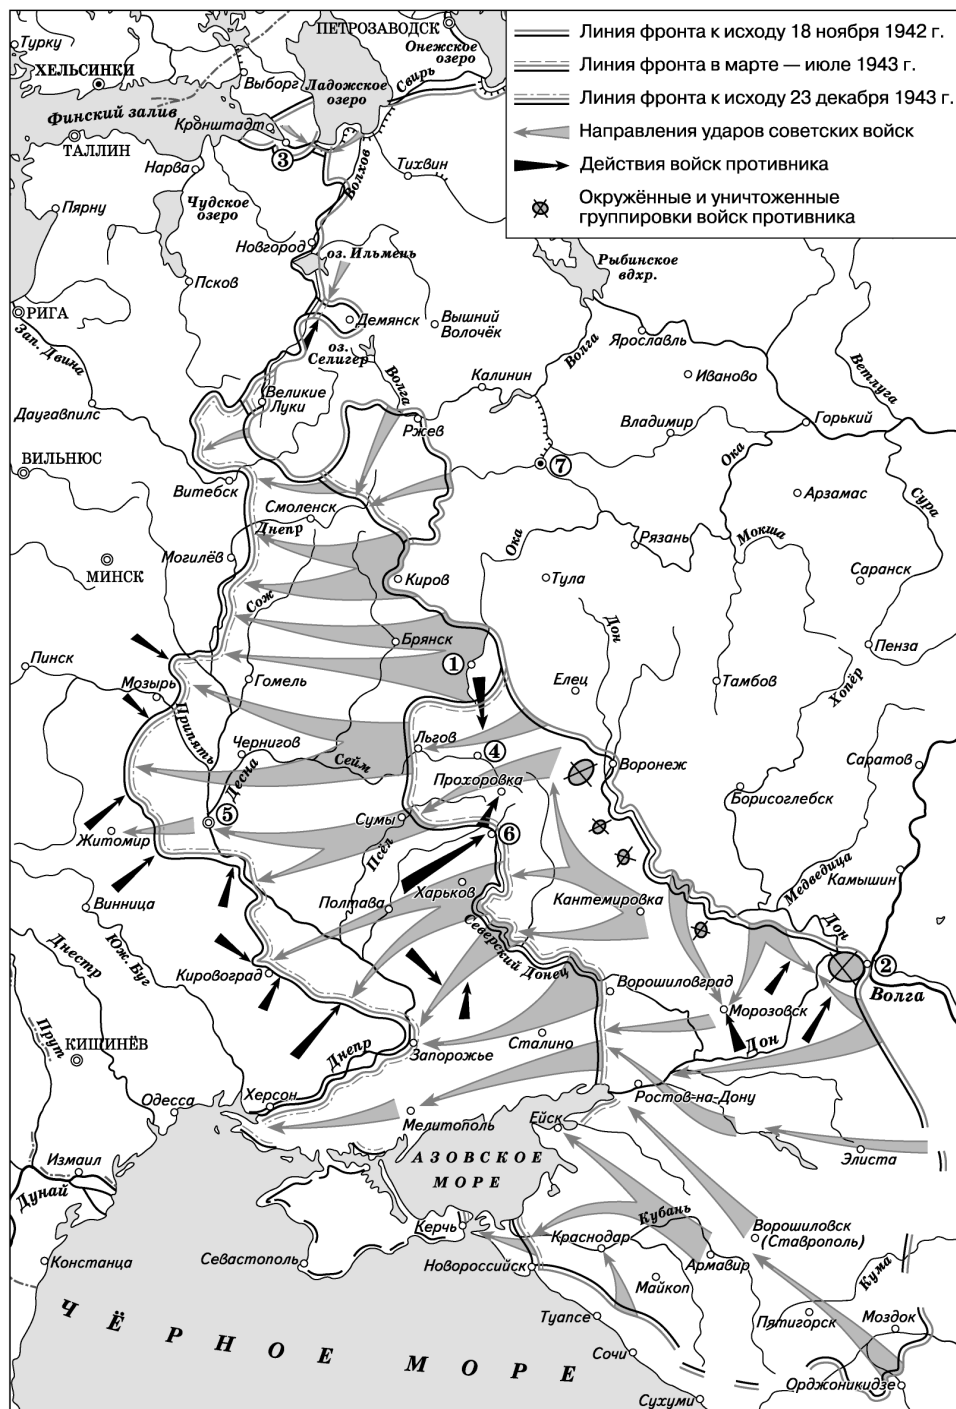 Линия фронта к исходу 18 ноября 1942 г.
Линия фронта в марте — июле 1943 г.
Линия фронта к исходу 23 декабря 1943 г.
Направления ударов советских войск
Действия войск противника
Окружённые и уничтоженные
группировки войск противника
ПЕТРОЗАВОДСК
Онежское
озеро
Турку
ХЕЛЬСИНКИ
Выборг
Ладожское
озеро
Свирь
Финский залив
Кронштадт
ТАЛЛИН
3
Нарва
Волхов
Тихвин
Пярну
Чудское
озеро
Новгород
оз. Ильмень
Рыбинское
вдхр.
Псков
РИГА
Зап. Двина
Демянск
Вышний
Волочёк
оз.
Селигер
Волга
Волга
Ярославль
Калинин
Иваново
Ветлуга
Великие
Луки
Даугавпилс
Ржев
Владимир
Горький
ВИЛЬНЮС
7
Ока
Витебск
Арзамас
Сура
Смоленск
Днепр
Ока
Рязань
Мокша
Могилёв
МИНСК
Киров
Тула
Саранск
Сож
Дон
Брянск
Пенза
Пинск
1
Мозырь
Гомель
Елец
Тамбов
Хопёр
Припять
Льгов
Чернигов
4
Десна
Сейм
Воронеж
Саратов
Прохоровка
Борисоглебск
5
Сумы
Житомир
6
Псёл
Медведица
Камышин
Харьков
Винница
Полтава
Кантемировка
Дон
Северский Донец
Днестр
Юж. Буг
2
Кировоград
Ворошиловград
Волга
Морозовск
Прут
КИШИНЁВ
Сталино
Дон
Днепр
Запорожье
Одесса
Херсон
Ростов-на-Дону
Мелитополь
Ейск
Измаил
АЗОВСКОЕ
МОРЕ
Элиста
Дунай
Керчь
Кубань
Ворошиловск
(Ставрополь)
Краснодар
Констанца
Севастополь
Новороссийск
Армавир
Кума
Майкоп
Туапсе
Пятигорск
Моздок
ЧЁРНОЕ МОРЕ
Сочи
Орджоникидзе
Сухуми